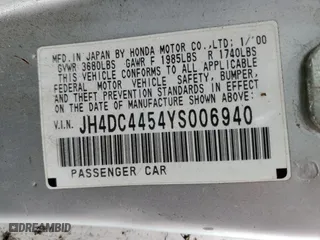 MFD. IN JAPAN BY HONDA MOTOR CO.,LTD. 1/'00
GVWR 3680LBS GAWR F 1985LBS R 1740LBS
THIS VEHICLE CONFORMS TO ALL APPLICABLE
FEDERAL MOTOR VEHICLE SAFETY, BUMPER,
AND THEFT PREVENTION STANDARDS IN EFFECT
ON THE DATE OF MANUFACTURE SHOWN ABOVE.
V.I.N. JH4DC4454YS006940
PASSENGER CAR
DREAMBID